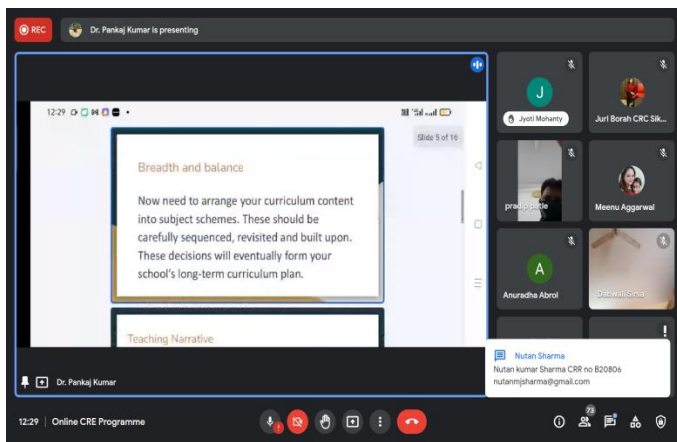 REC
Dr. Pankaj Kumar is presenting
12:29
Slide 5 of 16
Breadth and balance
Now need to arrange your curriculum content
into subject schemes. These should be
carefully sequenced, revisited and built upon.
These decisions will eventually form your
school's long-term curriculum plan.
Teaching Narrative
Dr. Pankaj Kumar
J
Jyoti Mohanty
Juri Borah CRC Sik...
pradip patle
Meenu Aggarwal
A
Anuradha Abrol
Dabwali Sirsa
Nutan Sharma
Nutan kumar Sharma CRR no B20806
nutanmjsharma@gmail.com
12:29 | Online CRE Programme
73